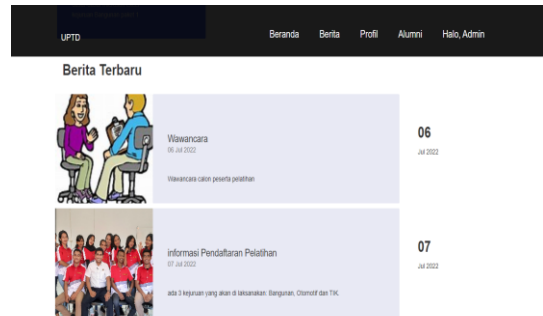 UPTD
Beranda Berita Profil Alumni Halo, Admin
Berita Terbaru
Wawancara
06 Jul 2022
Wawancara calon peserta pelatihan
06
Jul 2022
informasi Pendaftaran Pelatihan
07 Jul 2022
ada 3 kejuruan yang akan di laksanakan: Bangunan, Otomotif dan TIK.
07
Jul 2022